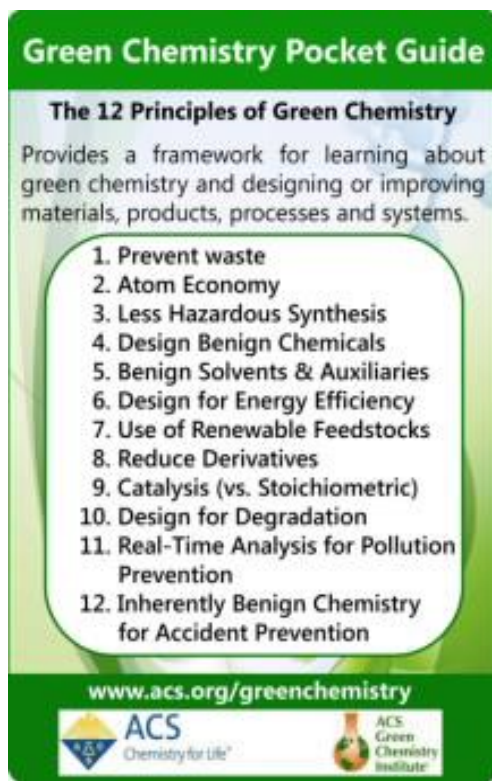 Green Chemistry Pocket Guide
The 12 Principles of Green Chemistry
Provides a framework for learning about
green chemistry and designing or improving
materials, products, processes and systems.
1. Prevent waste
2. Atom Economy
3. Less Hazardous Synthesis
4. Design Benign Chemicals
5. Benign Solvents & Auxiliaries
6. Design for Energy Efficiency
7. Use of Renewable Feedstocks
8. Reduce Derivatives
9. Catalysis (vs. Stoichiometric)
10. Design for Degradation
11. Real-Time Analysis for Pollution
Prevention
12. Inherently Benign Chemistry
for Accident Prevention
www.acs.org/greenchemistry
ACS
Chemistry for Life®
ACS
Green
Chemistry
Institute®